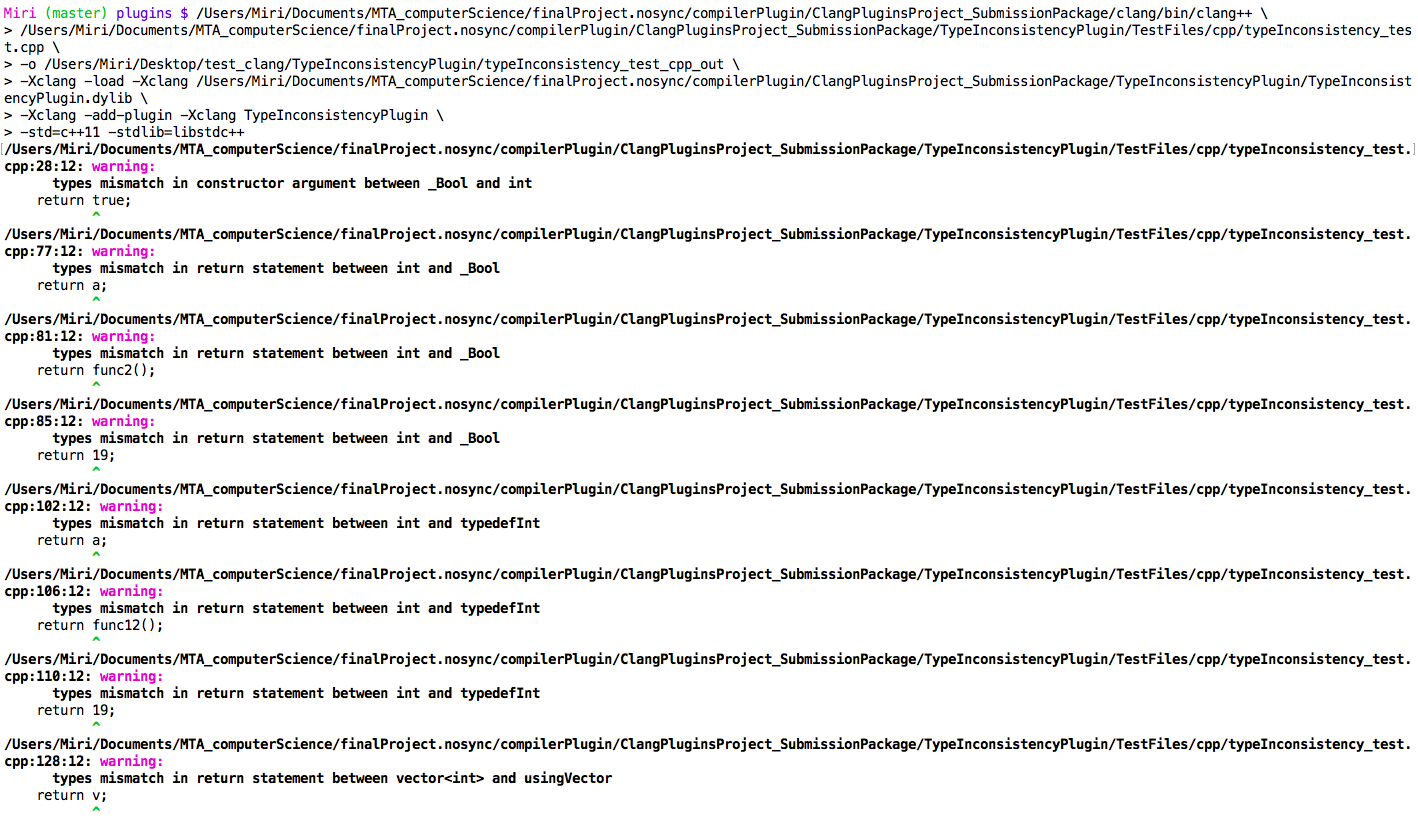 Miri (master) plugins $ /Users/Miri/Documents/MTA_computerScience/finalProject.nosync/compilerPlugin/ClangPluginsProject_SubmissionPackage/clang/bin/clang++ \
> /Users/Miri/Documents/MTA_computerScience/finalProject.nosync/compilerPlugin/ClangPluginsProject_SubmissionPackage/TypeInconsistencyPlugin/TestFiles/cpp/typeInconsistency_tes
t.cpp \
> -o /Users/Miri/Desktop/test_clang/TypeInconsistencyPlugin/typeInconsistency_test_cpp_out \
> -Xclang -load -Xclang /Users/Miri/Documents/MTA_computerScience/finalProject.nosync/compilerPlugin/ClangPluginsProject_SubmissionPackage/TypeInconsistencyPlugin/TypeInconsist
encyPlugin.dylib \
> -Xclang -add-plugin -Xclang TypeInconsistencyPlugin \
> -std=c++11 -stdlib=libstdc++
[/Users/Miri/Documents/MTA_computerScience/finalProject.nosync/compilerPlugin/ClangPluginsProject_SubmissionPackage/TypeInconsistencyPlugin/TestFiles/cpp/typeInconsistency_test.]
cpp:28:12: warning:
      types mismatch in constructor argument between _Bool and int
    return true;
           ^
/Users/Miri/Documents/MTA_computerScience/finalProject.nosync/compilerPlugin/ClangPluginsProject_SubmissionPackage/TypeInconsistencyPlugin/TestFiles/cpp/typeInconsistency_test.
cpp:77:12: warning:
      types mismatch in return statement between int and _Bool
    return a;
           ^
/Users/Miri/Documents/MTA_computerScience/finalProject.nosync/compilerPlugin/ClangPluginsProject_SubmissionPackage/TypeInconsistencyPlugin/TestFiles/cpp/typeInconsistency_test.
cpp:81:12: warning:
      types mismatch in return statement between int and _Bool
    return func2();
           ^
/Users/Miri/Documents/MTA_computerScience/finalProject.nosync/compilerPlugin/ClangPluginsProject_SubmissionPackage/TypeInconsistencyPlugin/TestFiles/cpp/typeInconsistency_test.
cpp:85:12: warning:
      types mismatch in return statement between int and _Bool
    return 19;
           ^
/Users/Miri/Documents/MTA_computerScience/finalProject.nosync/compilerPlugin/ClangPluginsProject_SubmissionPackage/TypeInconsistencyPlugin/TestFiles/cpp/typeInconsistency_test.
cpp:102:12: warning:
      types mismatch in return statement between int and typedefInt
    return a;
           ^
/Users/Miri/Documents/MTA_computerScience/finalProject.nosync/compilerPlugin/ClangPluginsProject_SubmissionPackage/TypeInconsistencyPlugin/TestFiles/cpp/typeInconsistency_test.
cpp:106:12: warning:
      types mismatch in return statement between int and typedefInt
    return func12();
           ^
/Users/Miri/Documents/MTA_computerScience/finalProject.nosync/compilerPlugin/ClangPluginsProject_SubmissionPackage/TypeInconsistencyPlugin/TestFiles/cpp/typeInconsistency_test.
cpp:110:12: warning:
      types mismatch in return statement between int and typedefInt
    return 19;
           ^
/Users/Miri/Documents/MTA_computerScience/finalProject.nosync/compilerPlugin/ClangPluginsProject_SubmissionPackage/TypeInconsistencyPlugin/TestFiles/cpp/typeInconsistency_test.
cpp:128:12: warning:
      types mismatch in return statement between vector<int> and usingVector
    return v;
           ^